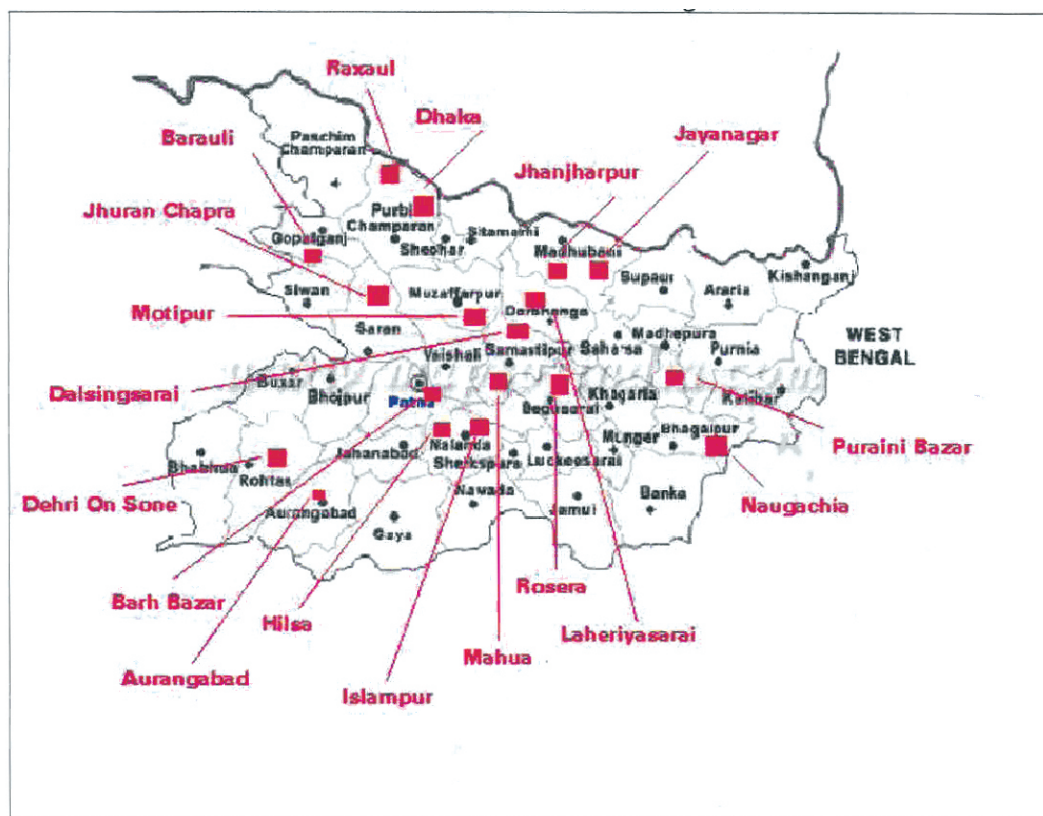 Raxaul
Dhaka
Barauli
Paschim
Champaran
Jayanagar
Jhanjharpur
Jhuran Chapra
Purbi
Champaran
Gopalganj
Sheohar
Sitamarhi
Madhubani
Kishanganj
Siwan
Muzaffarpur
Supaul
Araria
Motipur
Darbhanga
Saran
Madhepura
WEST
BENGAL
Vaishali
Samastipur
Saharsa
Purnia
Dalsingsarai
Buxar
Bhojpur
Patna
Begusarai
Khagaria
Katihar
Puraini Bazar
Bhabhua
Rohtas
Jahanabad
Nalanda
Sheikhpura
Luckeesarai
Munger
Bhagalpur
Dehri On Sone
Aurangabad
Nawada
Jamui
Banka
Naugachia
Gaya
Barh Bazar
Hilsa
Rosera
Laheriyasarai
Aurangabad
Islampur
Mahua